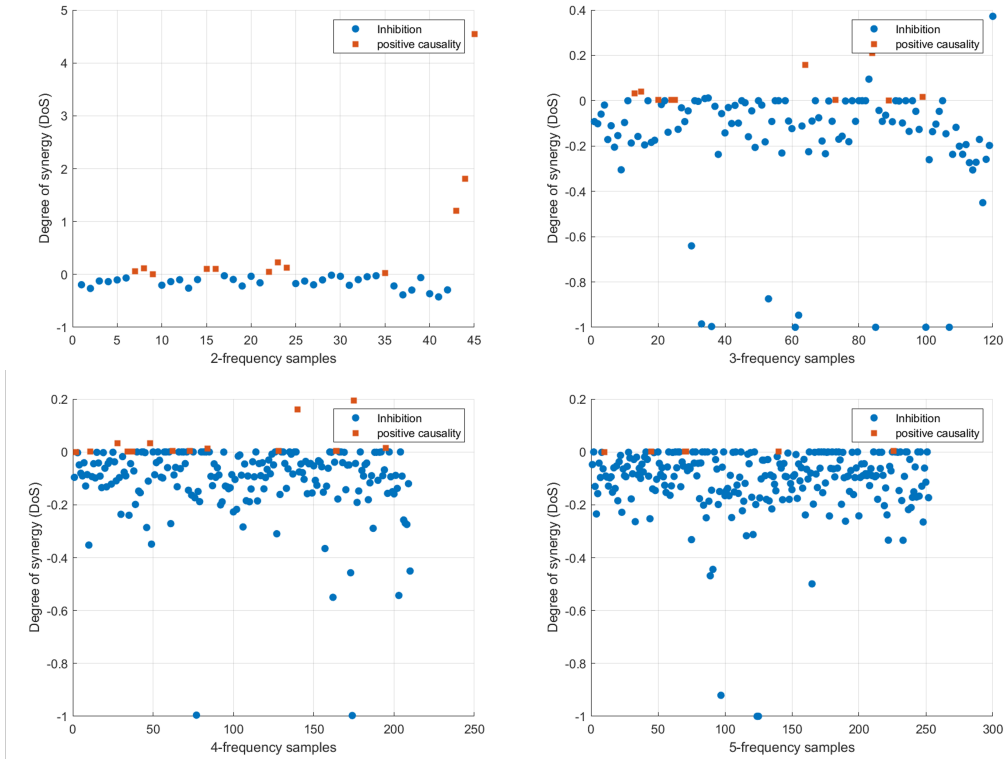 5
4
3
2
1
0
-1
0 5 10 15 20 25 30 35 40 45
Degree of synergy (DoS)
2-frequency samples
Inhibition
positive causality
0.4
0.2
0
-0.2
-0.4
-0.6
-0.8
-1
0 20 40 60 80 100 120
Degree of synergy (DoS)
3-frequency samples
Inhibition
positive causality
0.2
0
-0.2
-0.4
-0.6
-0.8
-1
0 50 100 150 200 250
Degree of synergy (DoS)
4-frequency samples
Inhibition
positive causality
0.2
0
-0.2
-0.4
-0.6
-0.8
-1
0 50 100 150 200 250 300
Degree of synergy (DoS)
5-frequency samples
Inhibition
positive causality